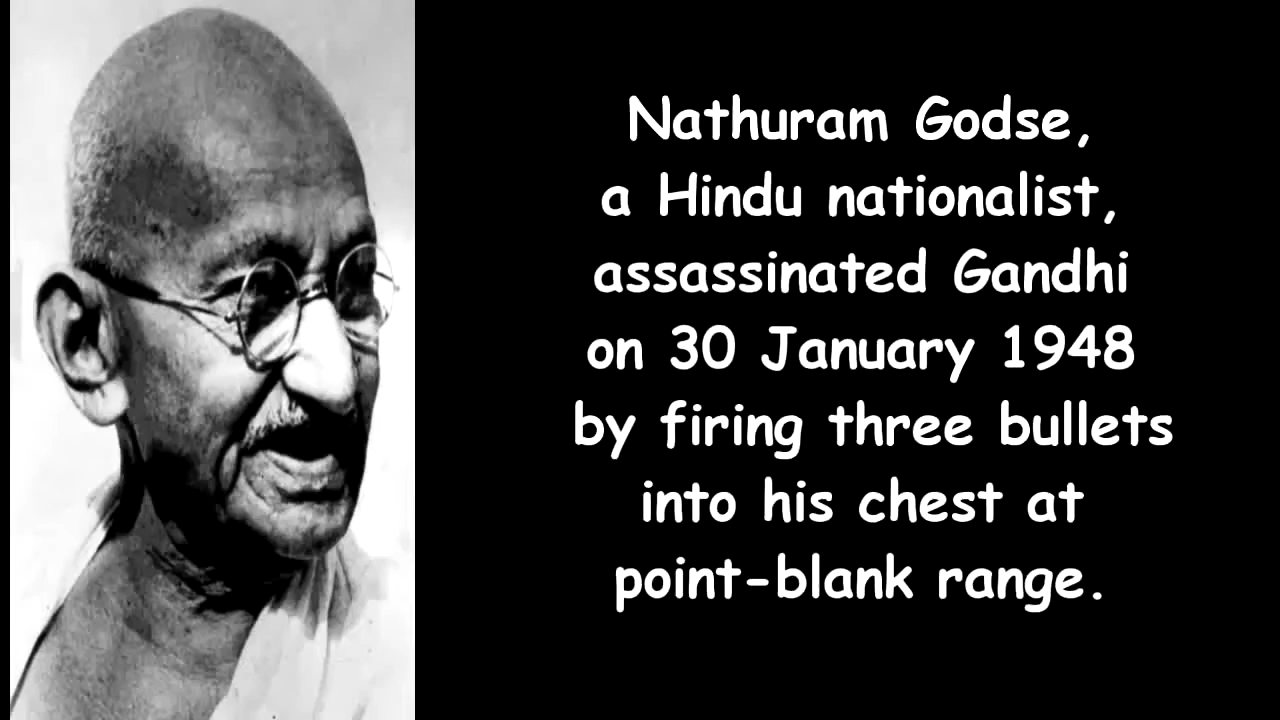 Nathuram Godse,
a Hindu nationalist,
assassinated Gandhi
on 30 January 1948
by firing three bullets
into his chest at
point-blank range.